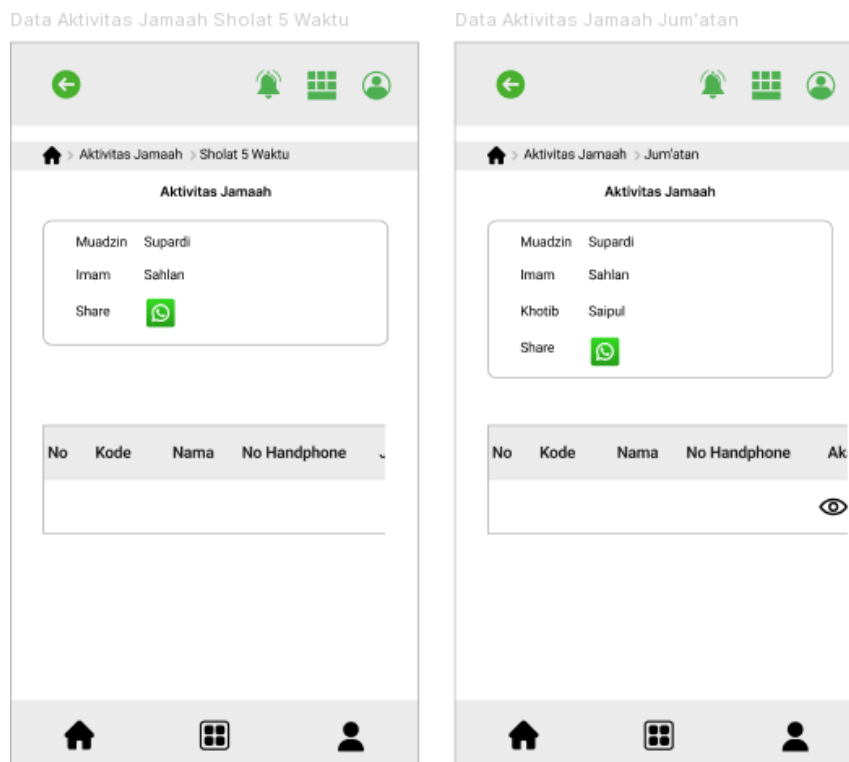 Data Aktivitas Jamaah Sholat 5 Waktu
Aktivitas Jamaah > Sholat 5 Waktu
Aktivitas Jamaah
Muadzin Supardi
Imam Sahlan
Share
No Kode Nama No Handphone
Data Aktivitas Jamaah Jum'atan
Aktivitas Jamaah > Jum'atan
Aktivitas Jamaah
Muadzin Supardi
Imam Sahlan
Khotib Saipul
Share
No Kode Nama No Handphone